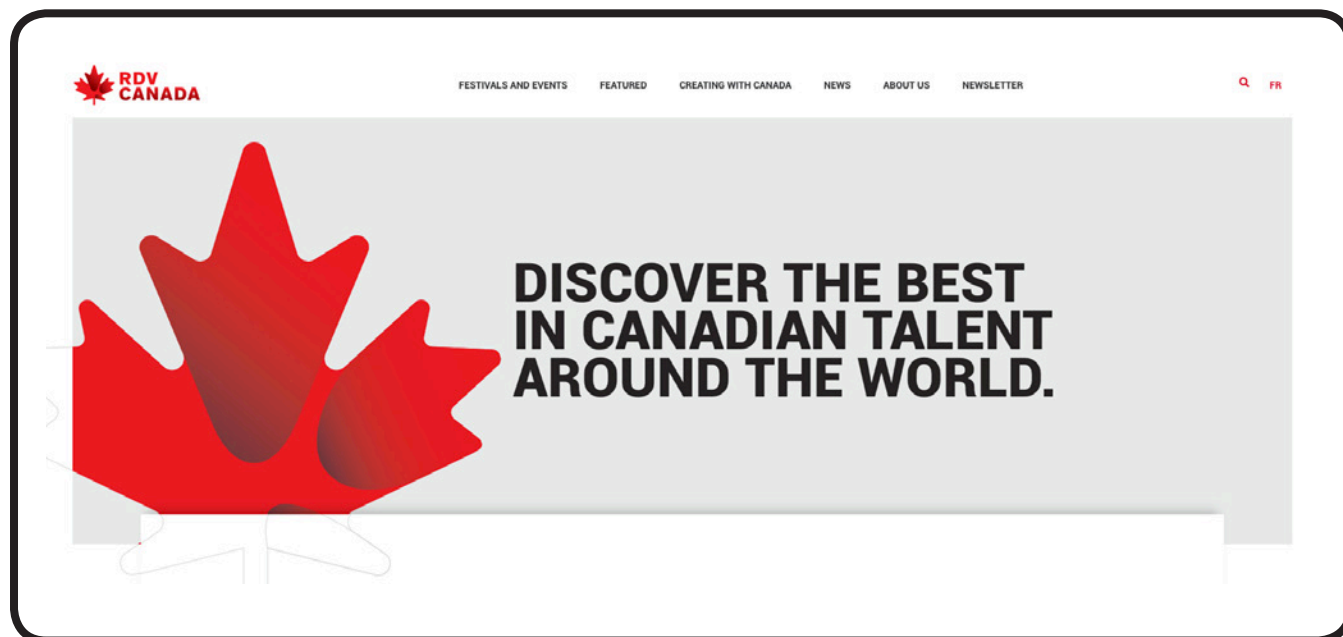 RDV
CANADA
FESTIVALS AND EVENTS FEATURED CREATING WITH CANADA NEWS ABOUT US NEWSLETTER
FR
DISCOVER THE BEST
IN CANADIAN TALENT
AROUND THE WORLD.